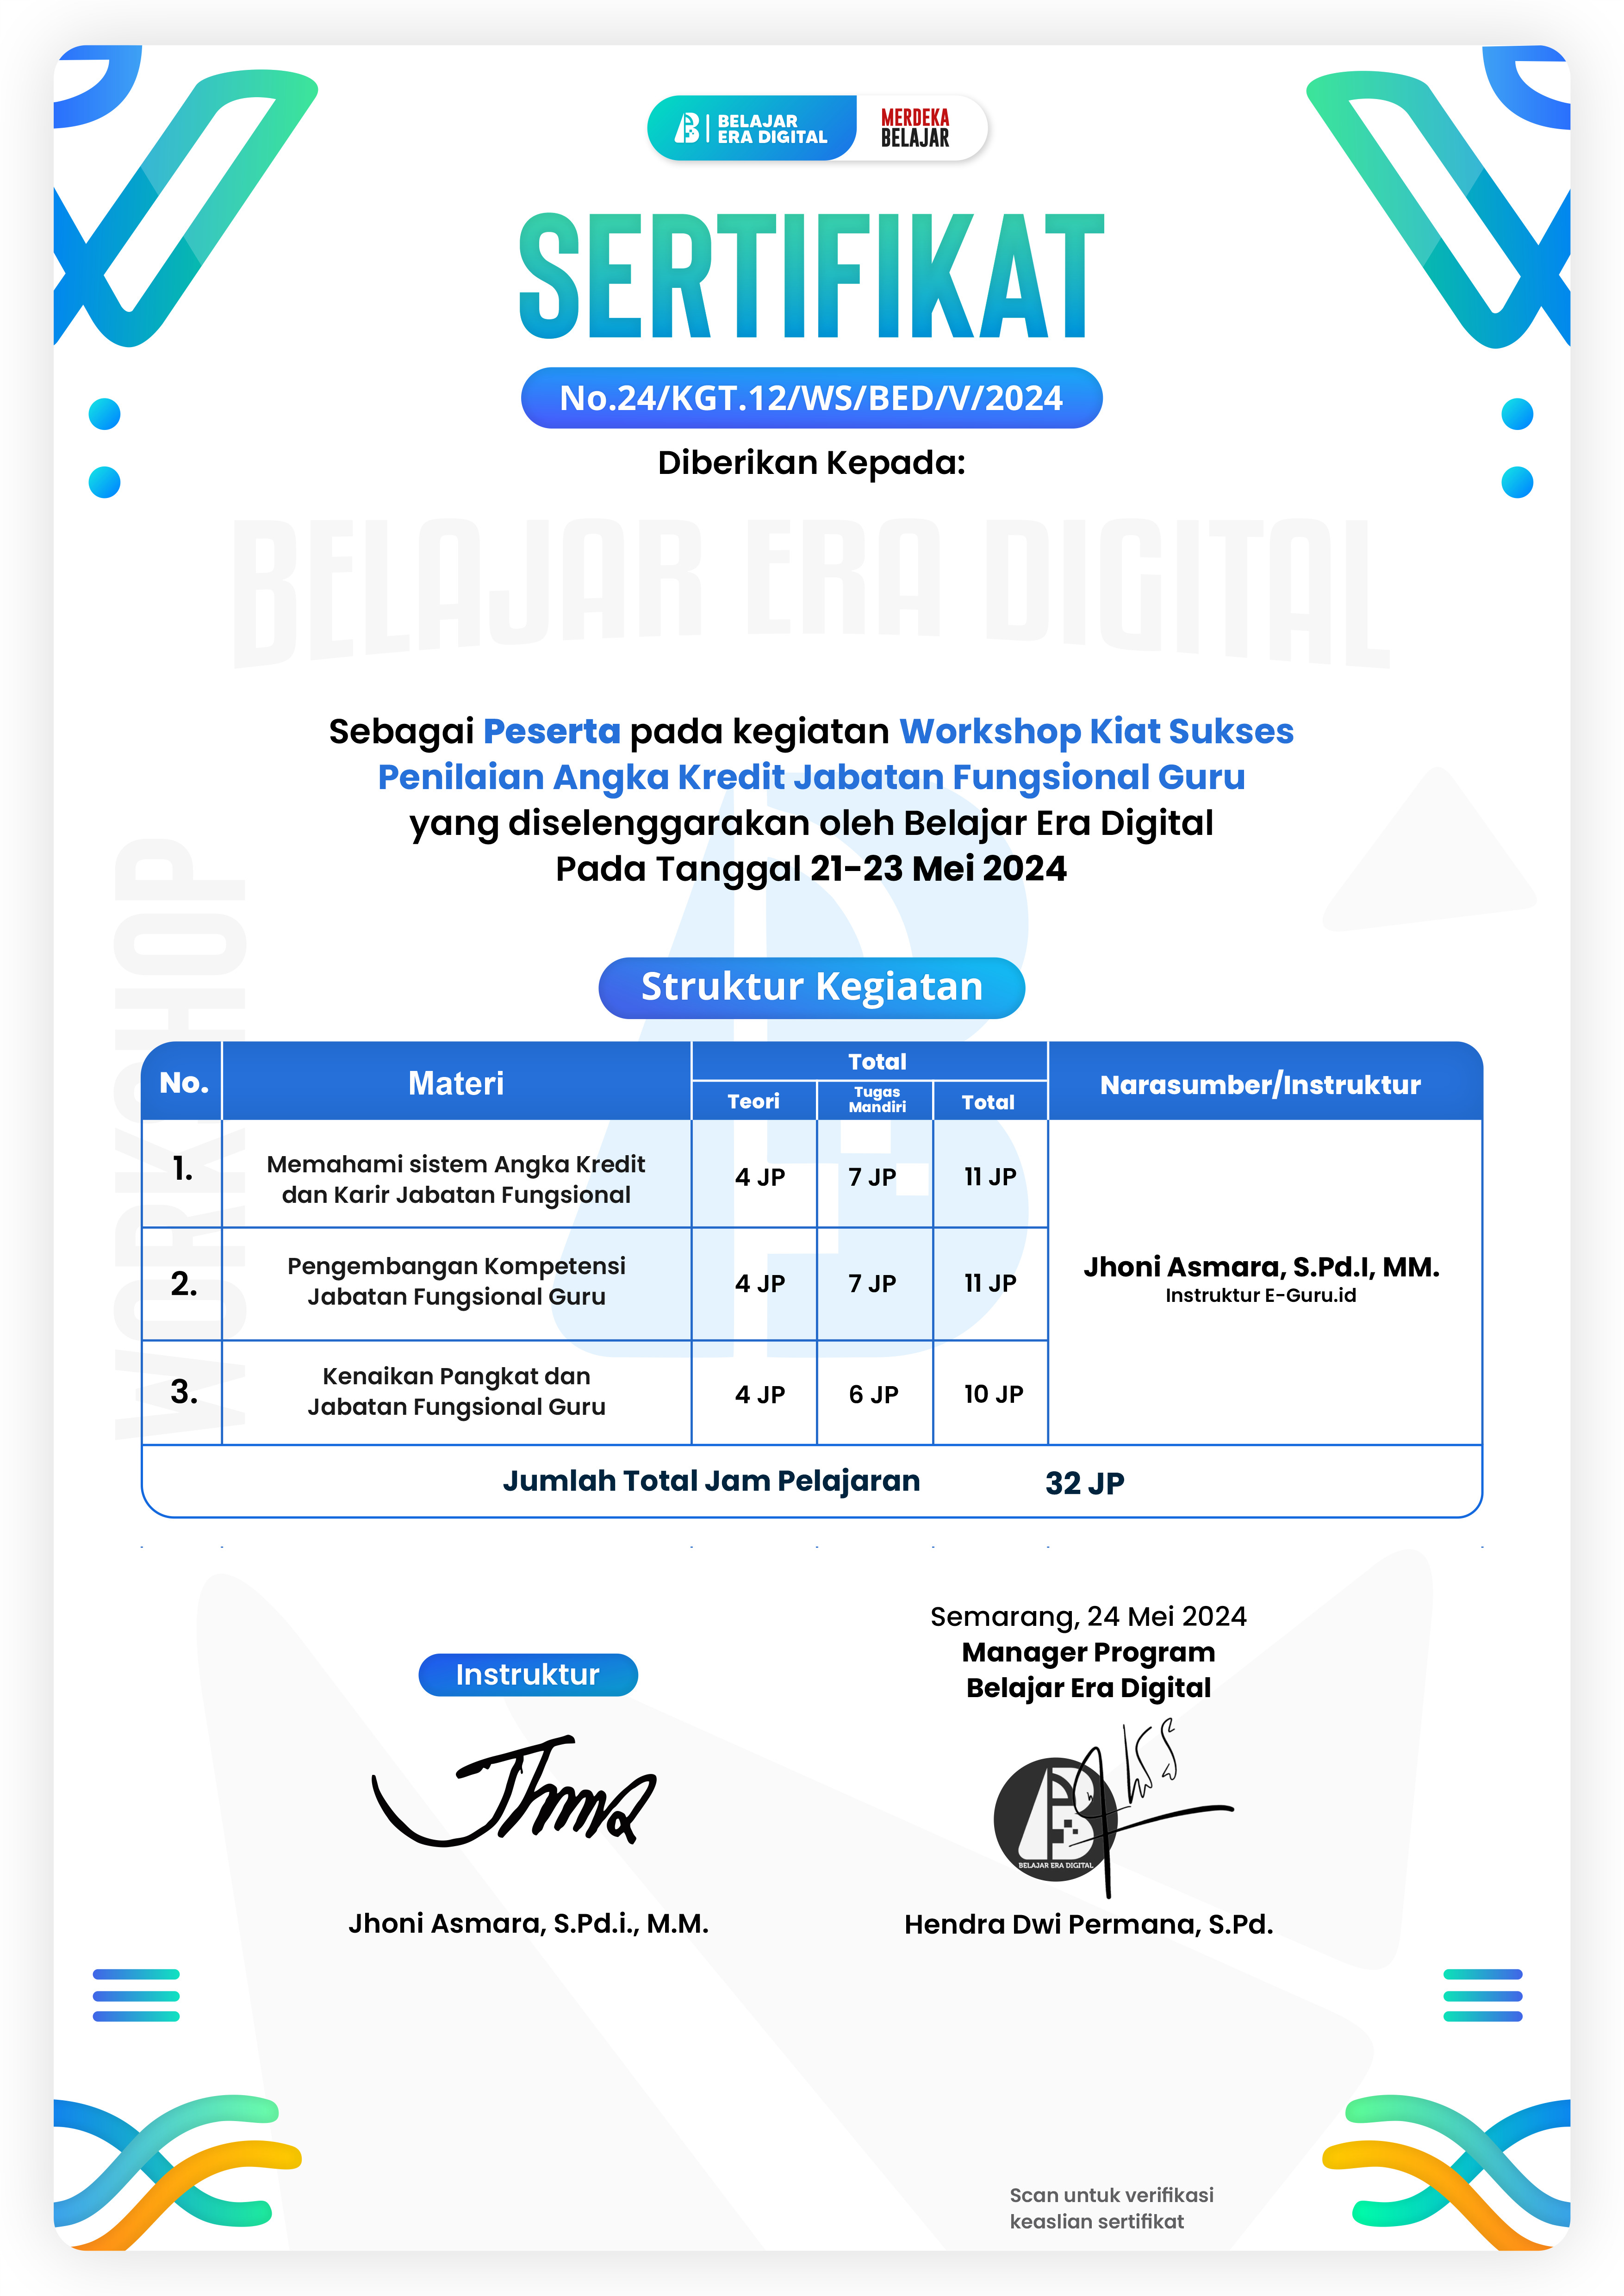 BELAJAR
ERA DIGITAL
MERDEKA
BELAJAR
SERTIFIKAT
No.24/KGT.12/WS/BED/V/2024
Diberikan Kepada:
BELAJAR ERA DIGITAL
Sebagai Peserta pada kegiatan Workshop Kiat Sukses
Penilaian Angka Kredit Jabatan Fungsional Guru
yang diselenggarakan oleh Belajar Era Digital
Pada Tanggal 21-23 Mei 2024
WORKSHOP
Struktur Kegiatan
No. Materi Total Narasumber/Instruktur
Teori Tugas Mandiri Total
1. Memahami sistem Angka Kredit
dan Karir Jabatan Fungsional 4 JP 7 JP 11 JP
2. Pengembangan Kompetensi
Jabatan Fungsional Guru 4 JP 7 JP 11 JP
Jhoni Asmara, S.Pd.I, MM.
Instruktur E-Guru.id
3. Kenaikan Pangkat dan
Jabatan Fungsional Guru 4 JP 6 JP 10 JP
Jumlah Total Jam Pelajaran 32 JP
Semarang, 24 Mei 2024
Manager Program
Belajar Era Digital
Instruktur
BELAJAR ERA DIGITAL
Jhoni Asmara, S.Pd.i., M.M.
Hendra Dwi Permana, S.Pd.
Scan untuk verifikasi
keaslian sertifikat